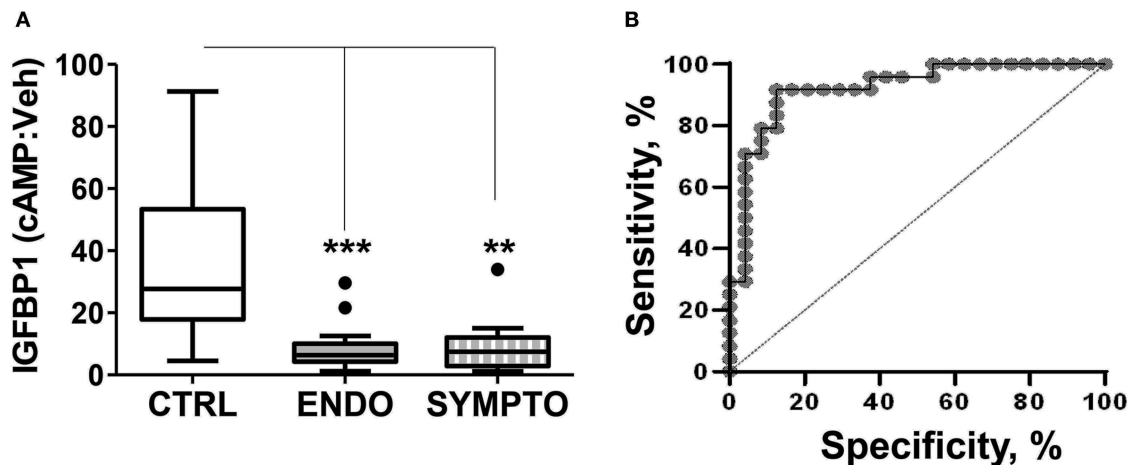 A
IGFBP1 (cAMP:Veh)
100
80
60
40
20
0
***
**
CTRL ENDO SYMPTO
B
Sensitivity, %
100
80
60
40
20
0
0 20 40 60 80 100
Specificity, %